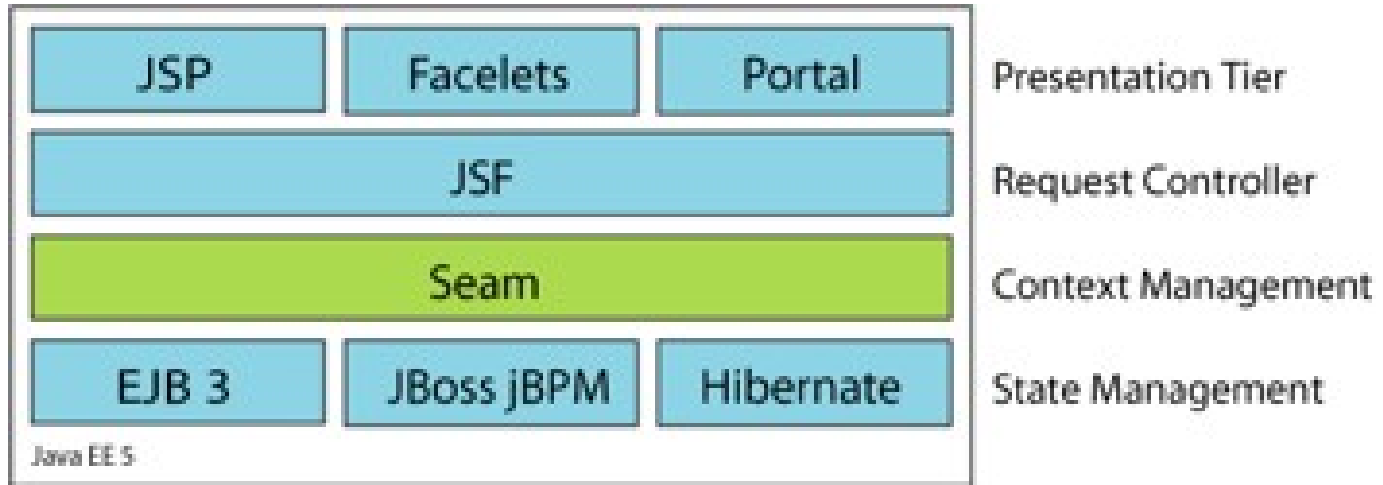 JSP Facelets Portal Presentation Tier
JSF Request Controller
Seam Context Management
EJB 3 JBoss jBPM Hibernate State Management
Java EE 5